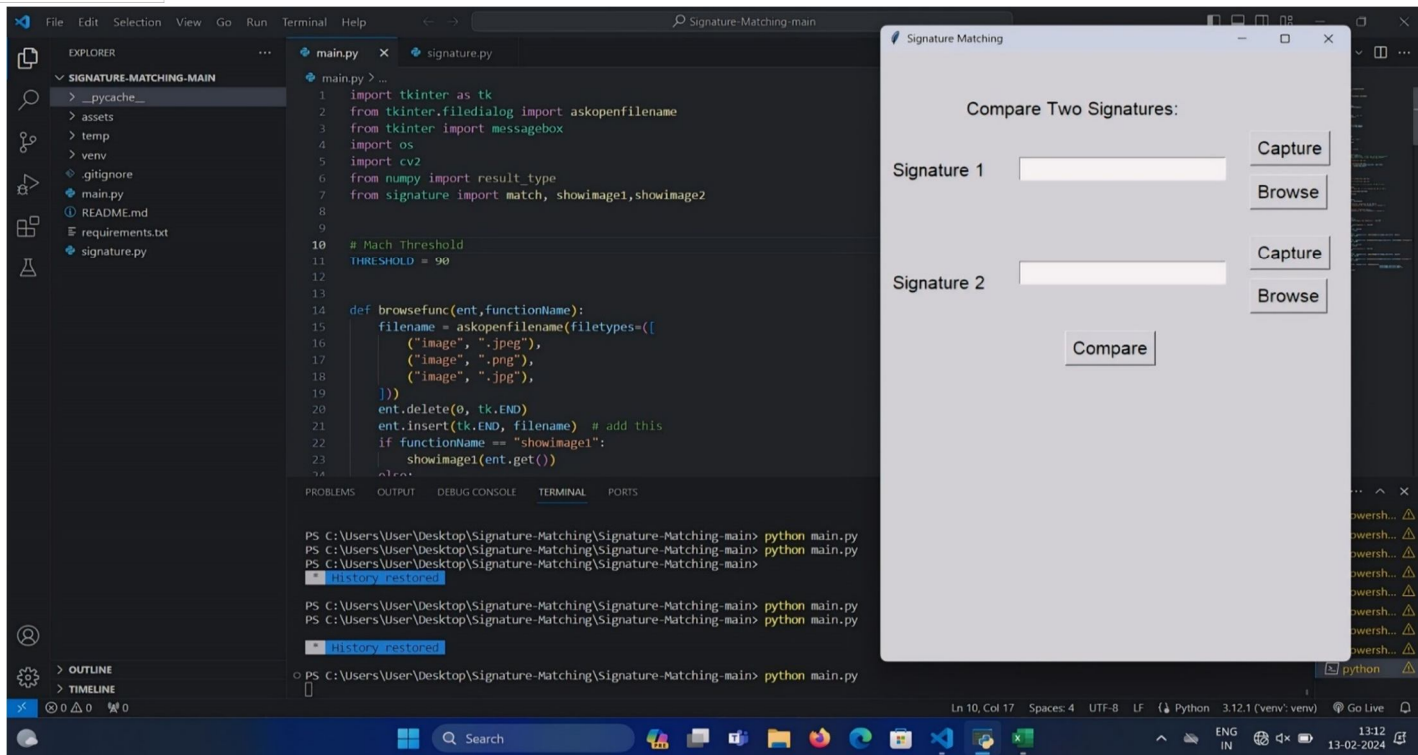 File Edit Selection View Go Run Terminal Help
Signature-Matching-main
EXPLORER
SIGNATURE-MATCHING-MAIN
> __pycache__
> assets
> temp
> venv
.gitignore
main.py
README.md
requirements.txt
signature.py
> OUTLINE
> TIMELINE
main.py signature.py
main.py > ...
1 import tkinter as tk
2 from tkinter.filedialog import askopenfilename
3 from tkinter import messagebox
4 import os
5 import cv2
6 from numpy import result_type
7 from signature import match, showimage1,showimage2
8
9
10 # Mach Threshold
11 THRESHOLD = 90
12
13
14 def browsefunc(ent,functionName):
15 filename = askopenfilename(filetypes=([
16 ("image", ".jpeg"),
17 ("image", ".png"),
18 ("image", ".jpg"),
19 ]))
20 ent.delete(0, tk.END)
21 ent.insert(tk.END, filename) # add this
22 if functionName == "showimage1":
23 showimage1(ent.get())
24 else:
PROBLEMS OUTPUT DEBUG CONSOLE TERMINAL PORTS
PS C:\Users\User\Desktop\Signature-Matching\Signature-Matching-main> python main.py
PS C:\Users\User\Desktop\Signature-Matching\Signature-Matching-main> python main.py
PS C:\Users\User\Desktop\Signature-Matching\Signature-Matching-main>
* History restored
PS C:\Users\User\Desktop\Signature-Matching\Signature-Matching-main> python main.py
PS C:\Users\User\Desktop\Signature-Matching\Signature-Matching-main> python main.py
* History restored
PS C:\Users\User\Desktop\Signature-Matching\Signature-Matching-main> python main.py
Signature Matching
Compare Two Signatures:
Capture
Signature 1
Browse
Capture
Signature 2
Browse
Compare
python
0 0 0 Ln 10, Col 17 Spaces: 4 UTF-8 LF Python 3.12.1 ('venv': venv) Go Live
Search
ENG
IN
13:12
13-02-2024